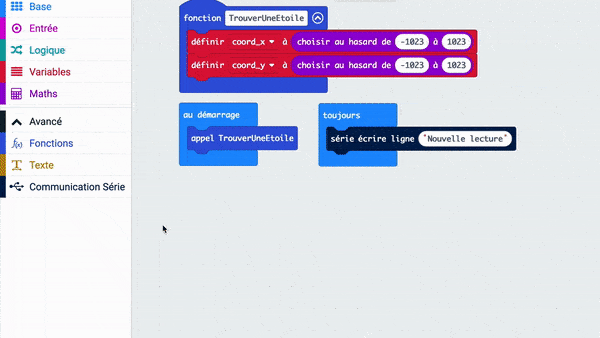 Base
Entrée
Logique
Variables
Maths
Avancé
Fonctions
Texte
Communication Série
fonction TrouverUneEtoile
définir coord_x à choisir au hasard de -1023 à 1023
définir coord_y à choisir au hasard de -1023 à 1023
au démarrage
appel TrouverUneEtoile
toujours
série écrire ligne "Nouvelle lecture"